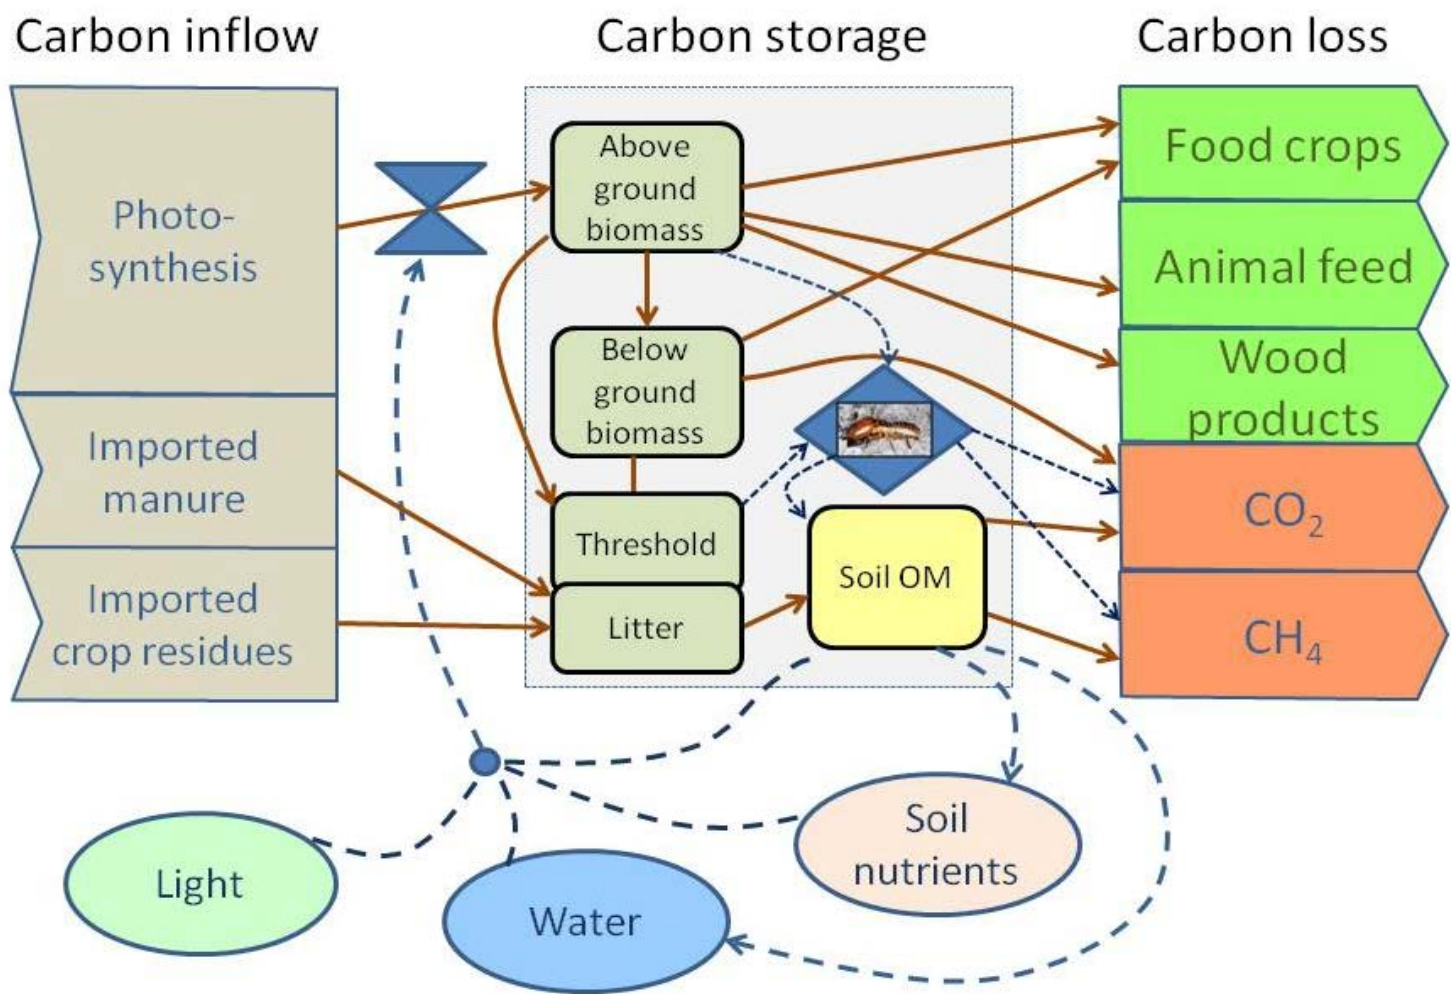 Carbon inflow
Carbon storage
Carbon loss
Photo-
synthesis
Imported
manure
Imported
crop residues
Above
ground
biomass
Below
ground
biomass
Threshold
Litter
Soil OM
Food crops
Animal feed
Wood
products
CO₂
CH₄
Light
Water
Soil
nutrients